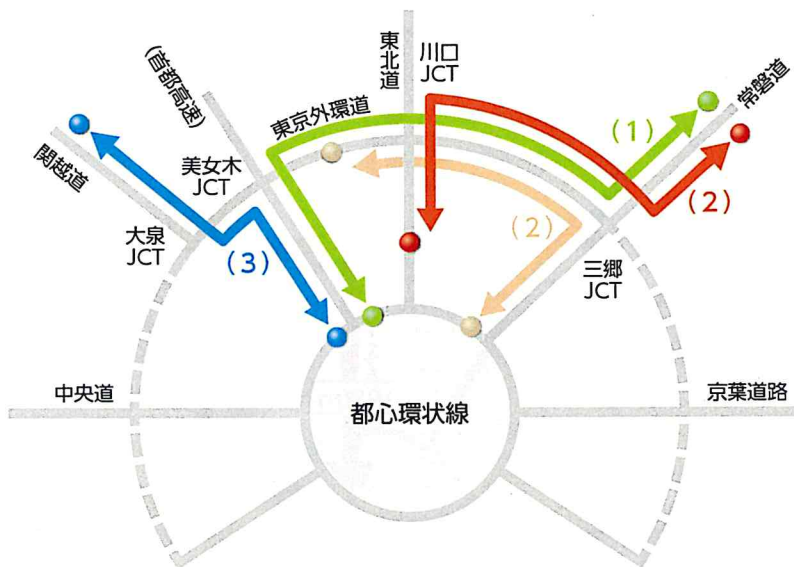 東北道
川口
JCT
(首都高速)
東京外環道
常磐道
(1)
関越道
美女木
JCT
(2)
(2)
大泉
JCT
(3)
三郷
JCT
中央道
京葉道路
都心環状線